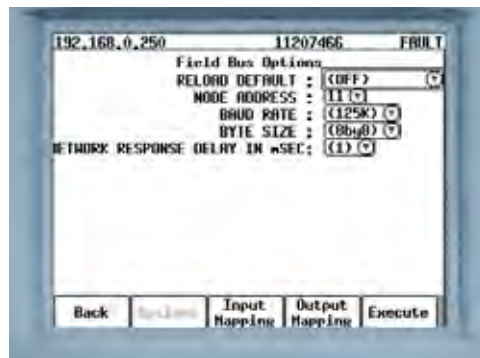 192.168.0.250 11207466 FAULT
Field Bus Options
RELOAD DEFAULT : (OFF)
NODE ADDRESS : 11
BAUD RATE : (125K)
BYTE SIZE : (8by8)
NETWORK RESPONSE DELAY IN mSEC: (1)
Back Input Mapping Output Mapping Execute